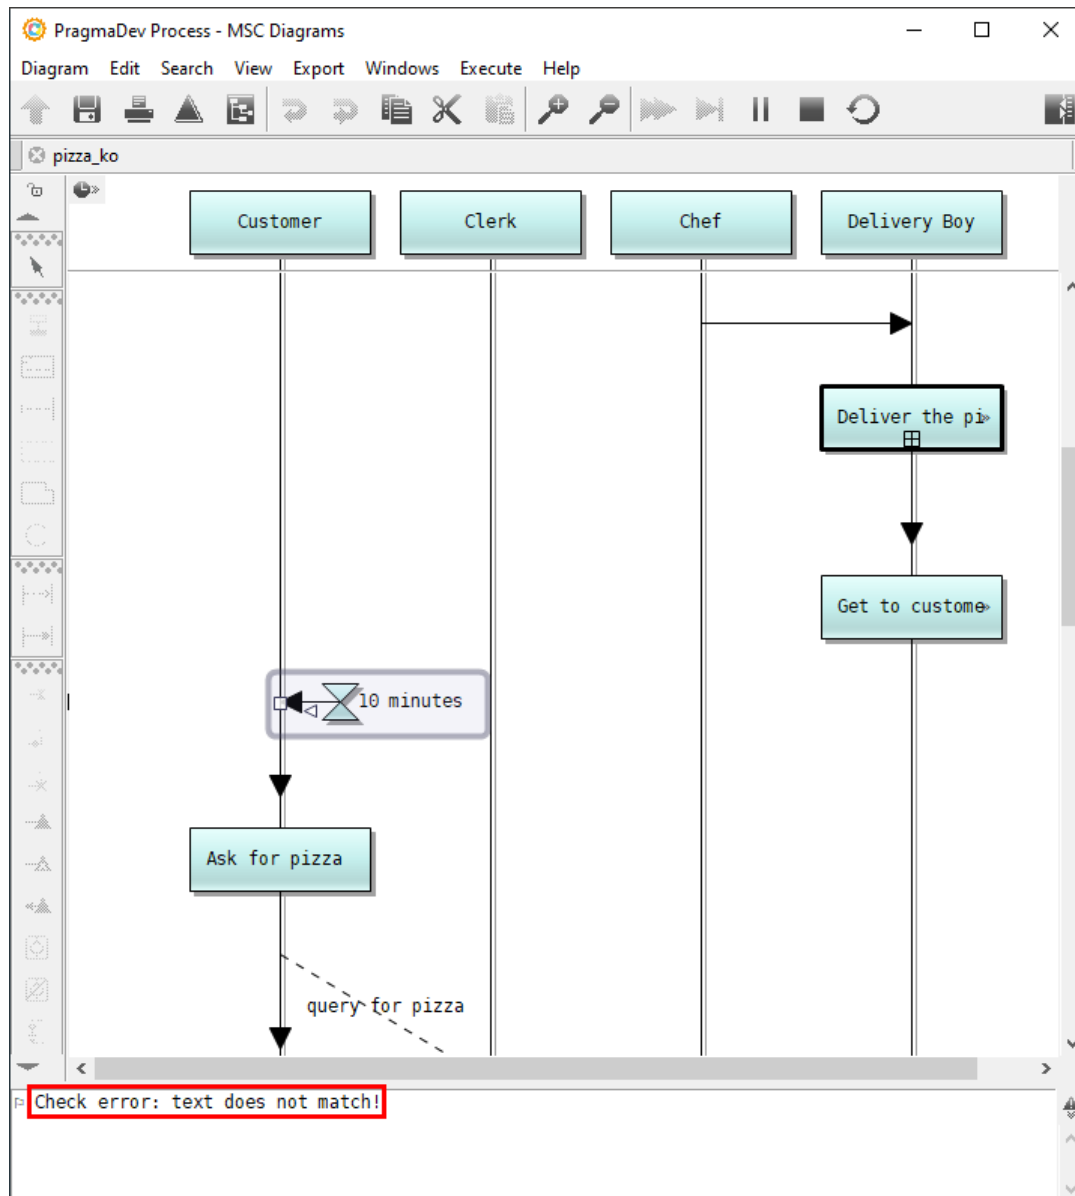 PragmaDev Process - MSC Diagrams
Diagram Edit Search View Export Windows Execute Help
pizza_ko
Customer Clerk Chef Delivery Boy
Deliver the pi»
Get to custome»
10 minutes
Ask for pizza
query for pizza
Check error: text does not match!